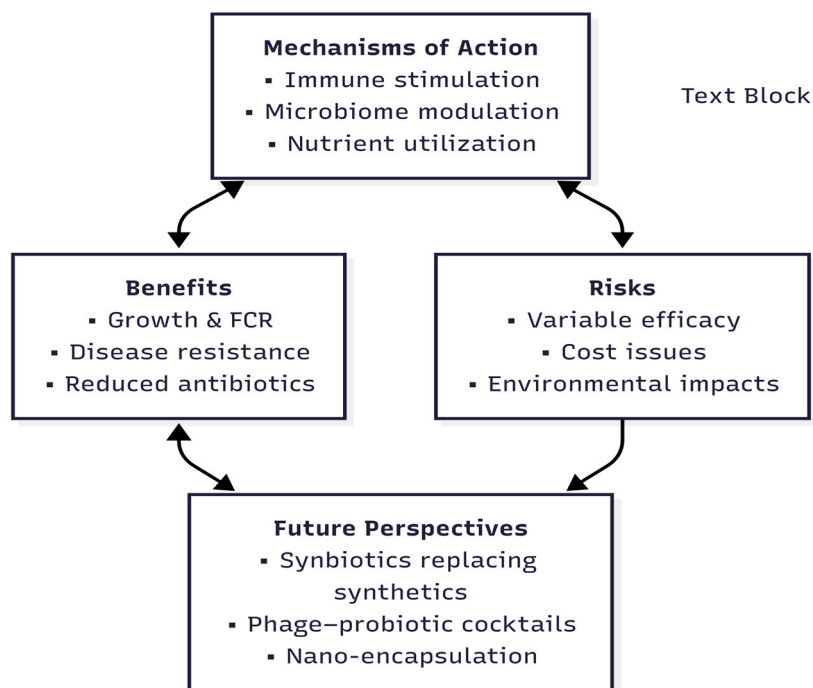 Mechanisms of Action
▪ Immune stimulation
▪ Microbiome modulation
▪ Nutrient utilization
Text Block
Benefits
▪ Growth & FCR
▪ Disease resistance
▪ Reduced antibiotics
Risks
▪ Variable efficacy
▪ Cost issues
▪ Environmental impacts
Future Perspectives
▪ Synbiotics replacing
synthetics
▪ Phage–probiotic cocktails
▪ Nano-encapsulation